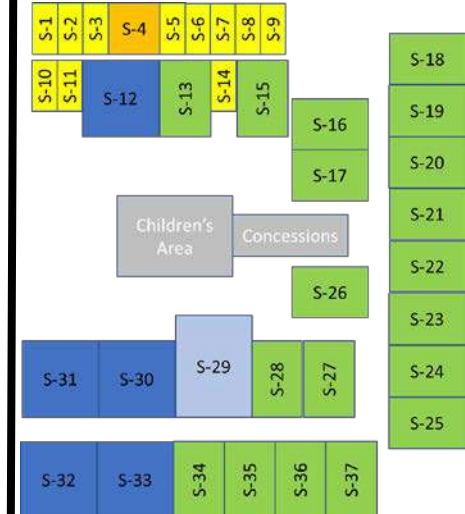 S-1
S-2
S-3
S-4
S-5
S-6
S-7
S-8
S-9
S-10
S-11
S-12
S-13
S-14
S-15
S-16
S-17
S-18
S-19
S-20
S-21
S-22
S-23
S-24
S-25
Children's
Area
Concessions
S-26
S-31
S-30
S-29
S-28
S-27
S-32
S-33
S-34
S-35
S-36
S-37